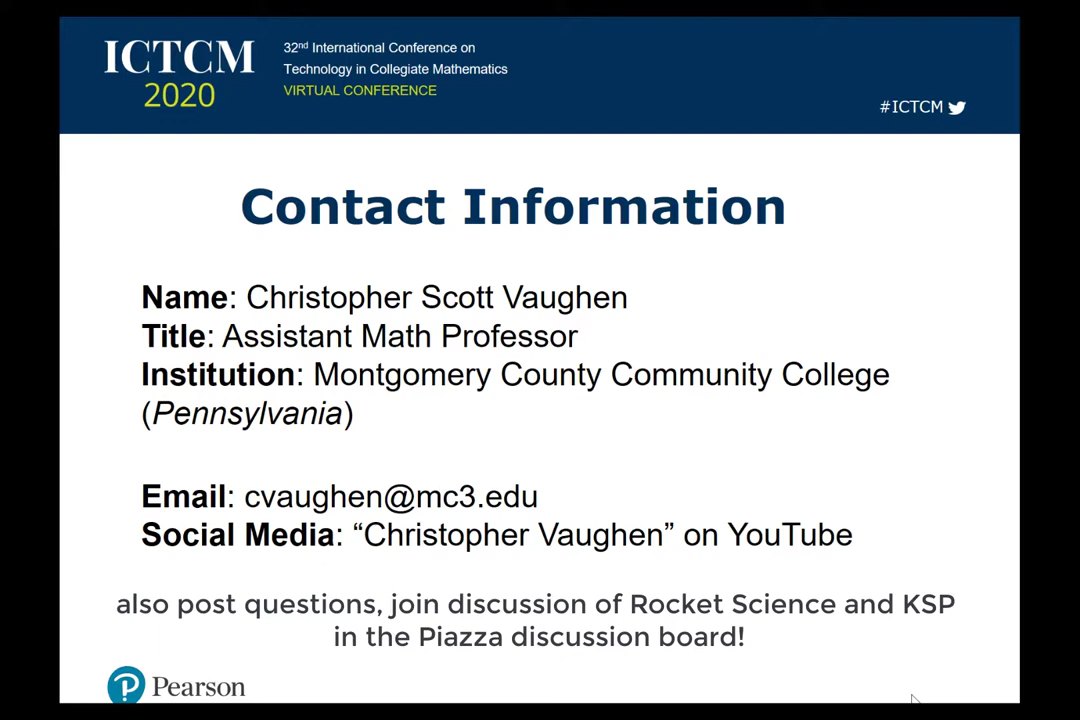 ICTCM
2020
32nd International Conference on
Technology in Collegiate Mathematics
VIRTUAL CONFERENCE
#ICTCM
Contact Information
Name: Christopher Scott Vaughen
Title: Assistant Math Professor
Institution: Montgomery County Community College
(Pennsylvania)
Email: cvaughen@mc3.edu
Social Media: “Christopher Vaughen” on YouTube
also post questions, join discussion of Rocket Science and KSP
in the Piazza discussion board!
Pearson